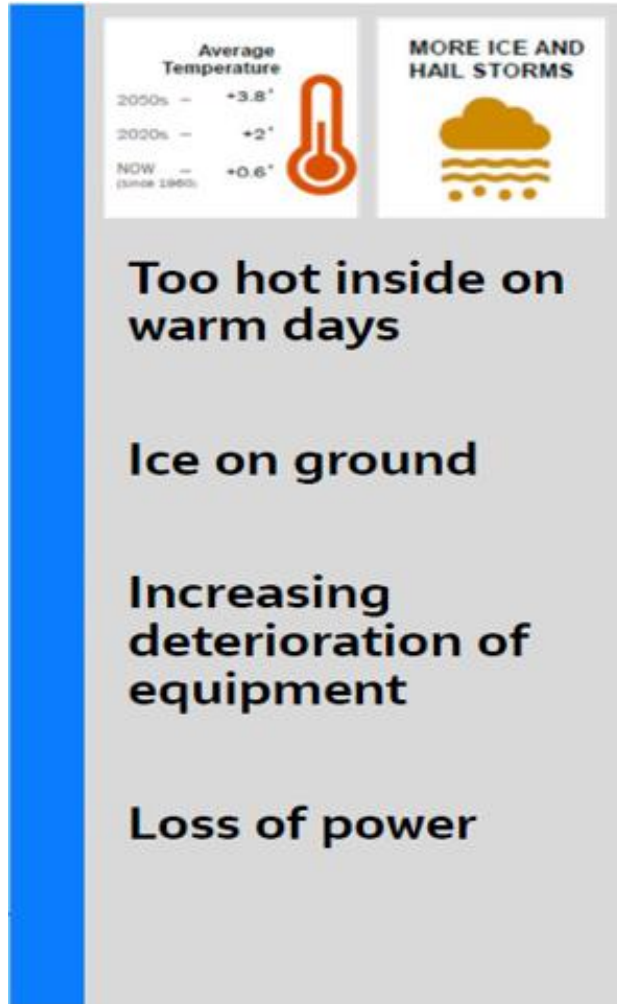 Average
Temperature
2050s – +3.8°
2020s – +2°
NOW – +0.6°
(since 1960)
MORE ICE AND
HAIL STORMS
Too hot inside on
warm days
Ice on ground
Increasing
deterioration of
equipment
Loss of power